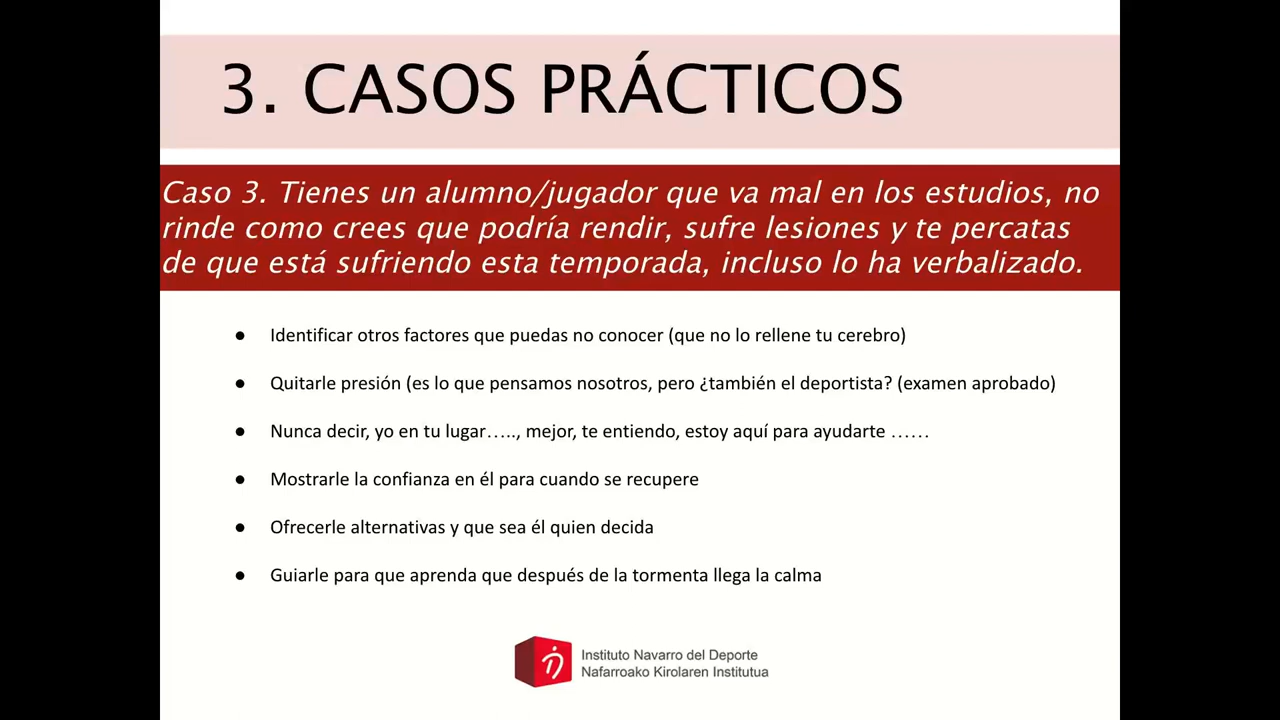 3. CASOS PRÁCTICOS
Caso 3. Tienes un alumno/jugador que va mal en los estudios, no
rinde como crees que podría rendir, sufre lesiones y te percatas
de que está sufriendo esta temporada, incluso lo ha verbalizado.
● Identificar otros factores que puedas no conocer (que no lo rellene tu cerebro)
● Quitarle presión (es lo que pensamos nosotros, pero ¿también el deportista? (examen aprobado)
● Nunca decir, yo en tu lugar….., mejor, te entiendo, estoy aquí para ayudarte ……
● Mostrarle la confianza en él para cuando se recupere
● Ofrecerle alternativas y que sea él quien decida
● Guiarle para que aprenda que después de la tormenta llega la calma
Instituto Navarro del Deporte
Nafarroako Kirolaren Institutua